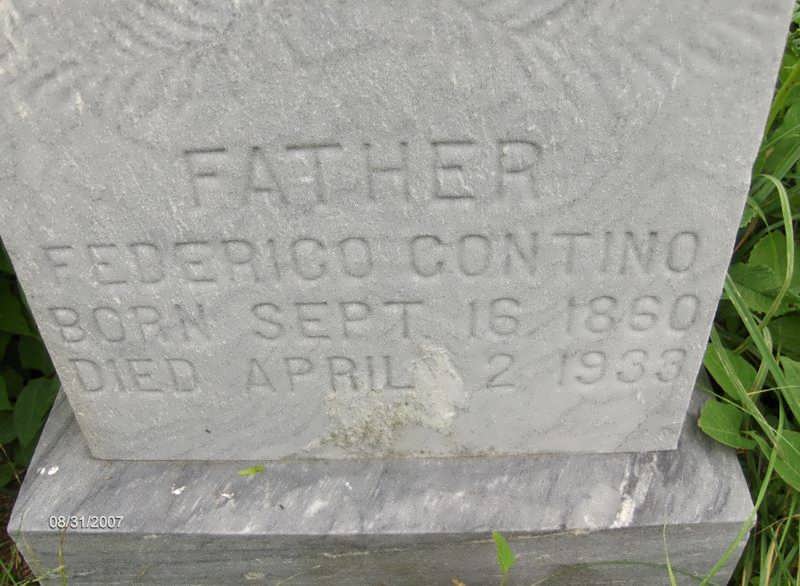 FATHER
FEDERICO CONTINO
BORN SEPT 16 1860
DIED APRIL 2 1933
08/31/2007